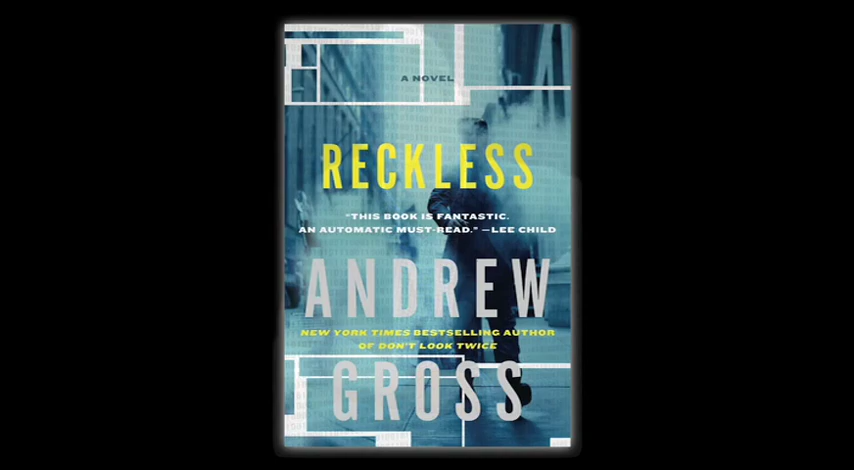 A NOVEL
RECKLESS
"THIS BOOK IS FANTASTIC.
AN AUTOMATIC MUST-READ." —LEE CHILD
ANDREW
NEW YORK TIMES BESTSELLING AUTHOR
OF DON'T LOOK TWICE
GROSS